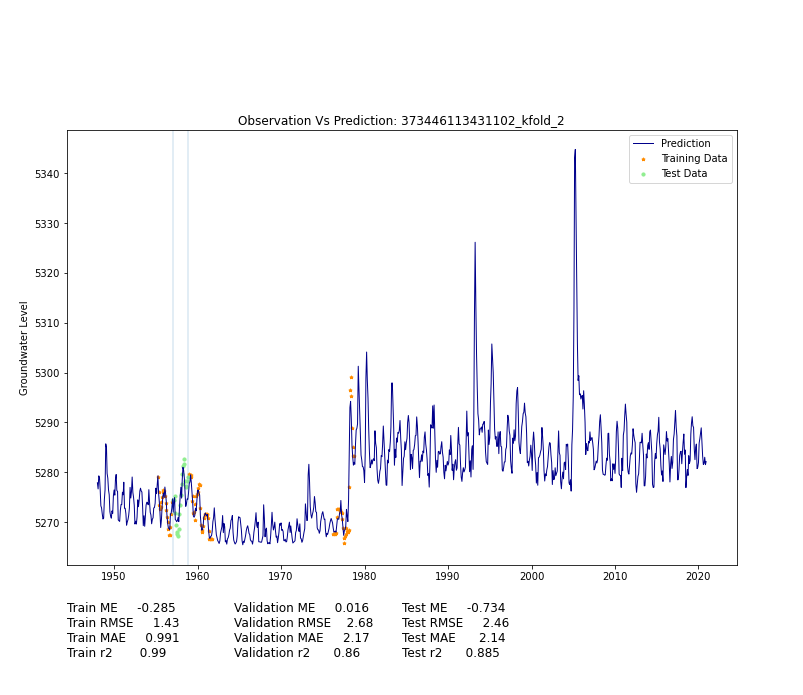 Observation Vs Prediction: 373446113431102_kfold_2
Prediction
Training Data
Test Data
Groundwater Level
5340
5330
5320
5310
5300
5290
5280
5270
1950 1960 1970 1980 1990 2000 2010 2020
Train ME -0.285 Validation ME 0.016 Test ME -0.734
Train RMSE 1.43 Validation RMSE 2.68 Test RMSE 2.46
Train MAE 0.991 Validation MAE 2.17 Test MAE 2.14
Train r2 0.99 Validation r2 0.86 Test r2 0.885